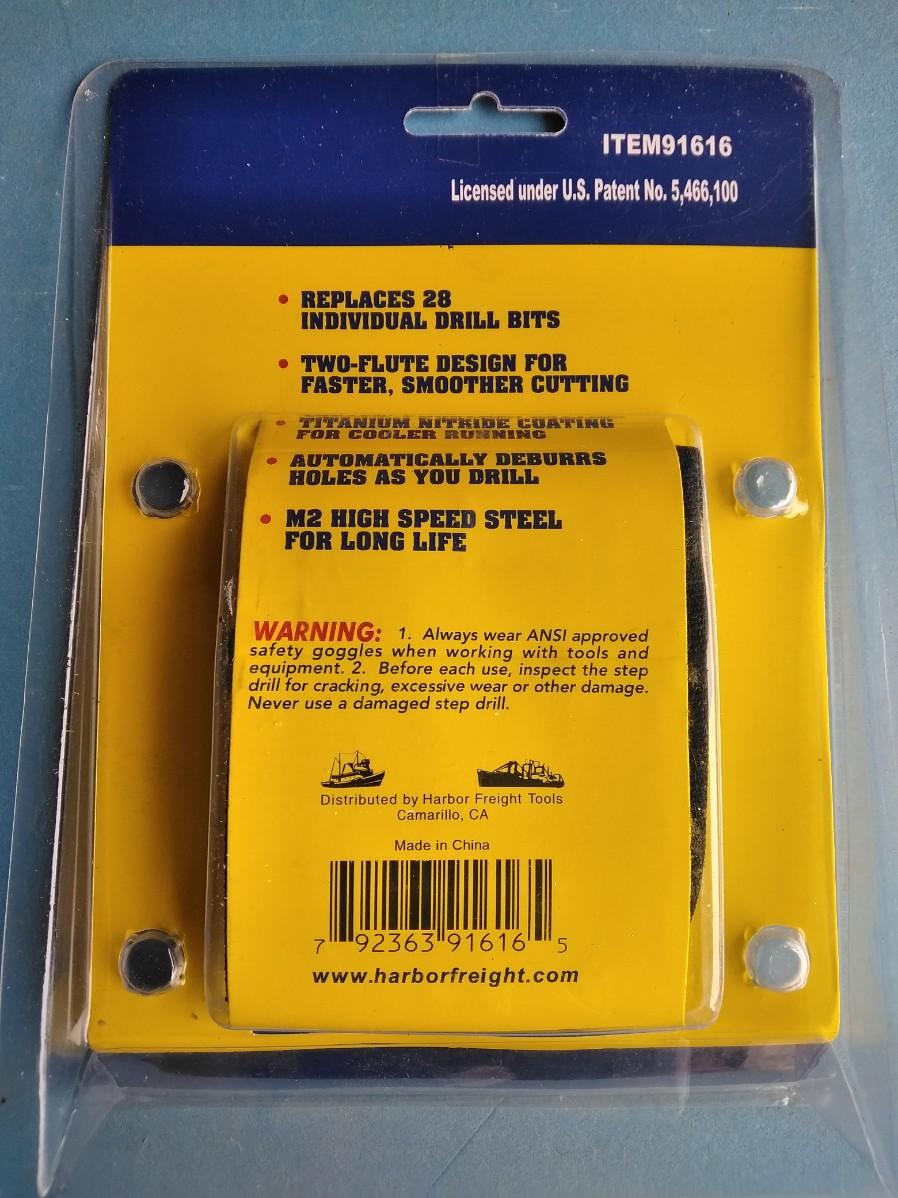 ITEM91616
Licensed under U.S. Patent No. 5,466,100
• REPLACES 28
INDIVIDUAL DRILL BITS
• TWO-FLUTE DESIGN FOR
FASTER, SMOOTHER CUTTING
• TITANIUM NITRIDE COATING
FOR COOLER RUNNING
• AUTOMATICALLY DEBURRS
HOLES AS YOU DRILL
• M2 HIGH SPEED STEEL
FOR LONG LIFE
WARNING: 1. Always wear ANSI approved
safety goggles when working with tools and
equipment. 2. Before each use, inspect the step
drill for cracking, excessive wear or other damage.
Never use a damaged step drill.
Distributed by Harbor Freight Tools
Camarillo, CA
Made in China
7 92363 91616 5
www.harborfreight.com